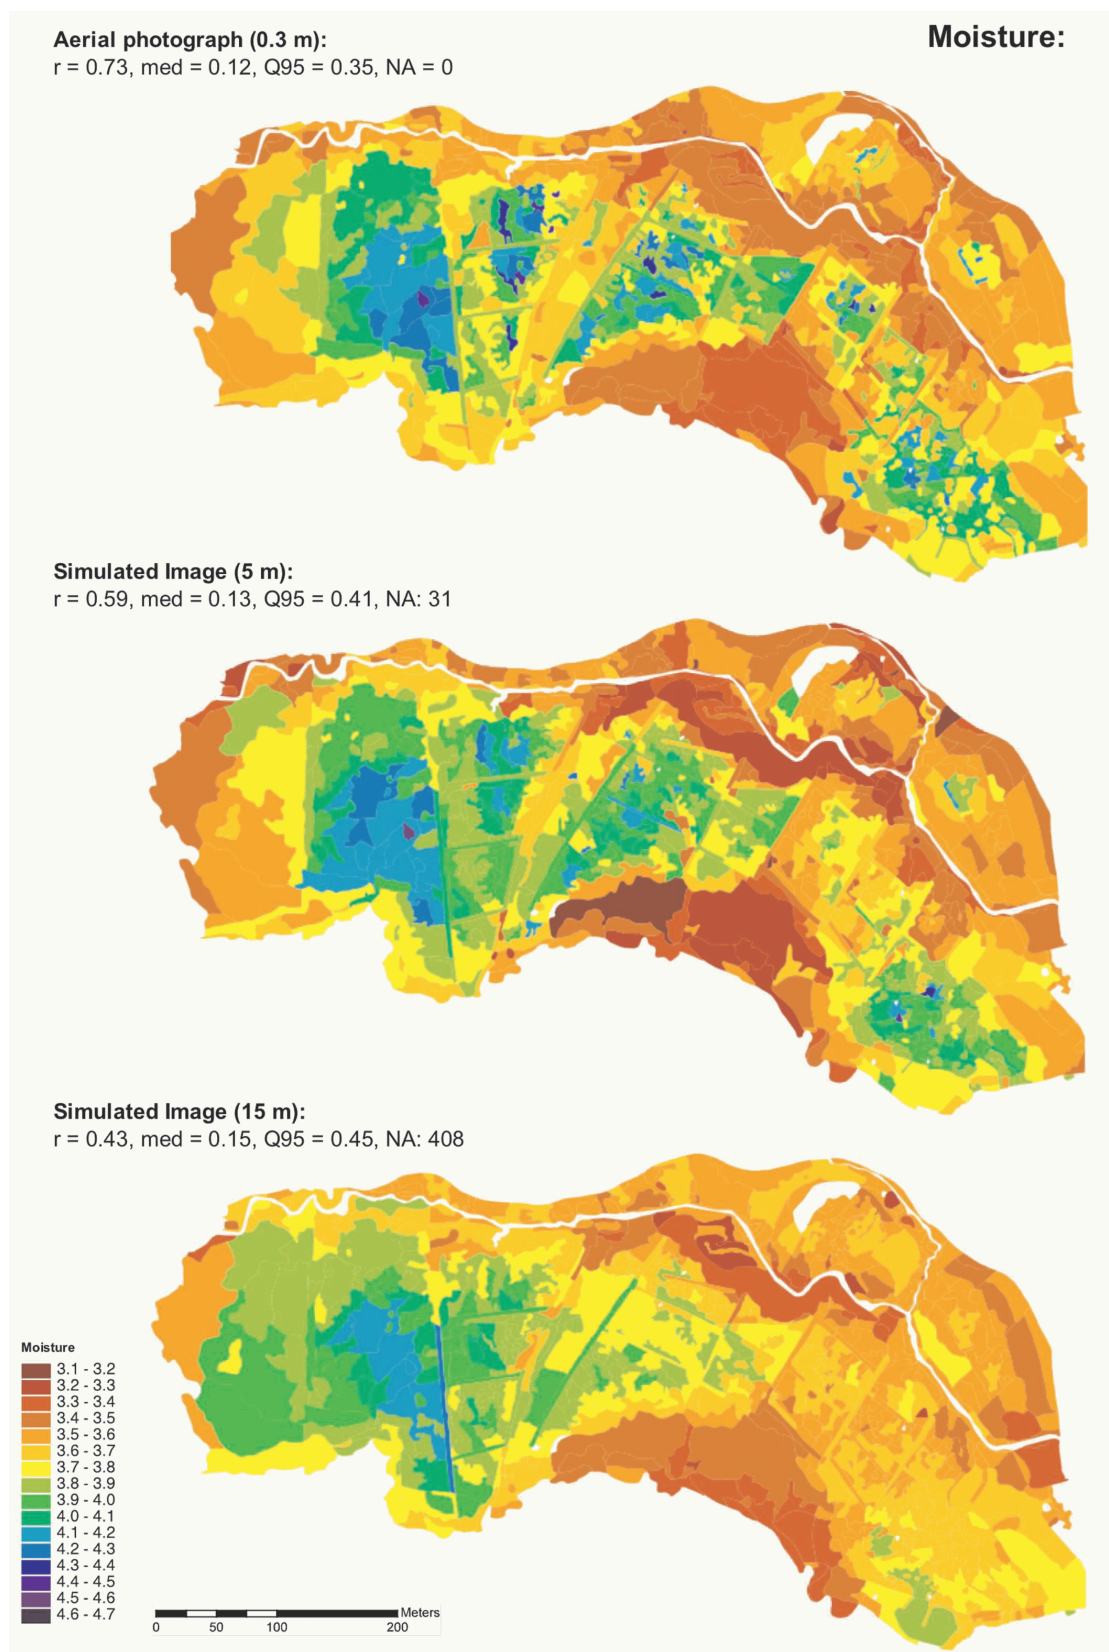 Moisture:
Aerial photograph (0.3 m):
r = 0.73, med = 0.12, Q95 = 0.35, NA = 0
Simulated Image (5 m):
r = 0.59, med = 0.13, Q95 = 0.41, NA: 31
Simulated Image (15 m):
r = 0.43, med = 0.15, Q95 = 0.45, NA: 408
Moisture
3.1 - 3.2
3.2 - 3.3
3.3 - 3.4
3.4 - 3.5
3.5 - 3.6
3.6 - 3.7
3.7 - 3.8
3.8 - 3.9
3.9 - 4.0
4.0 - 4.1
4.1 - 4.2
4.2 - 4.3
4.3 - 4.4
4.4 - 4.5
4.5 - 4.6
4.6 - 4.7
Meters
0 50 100 200